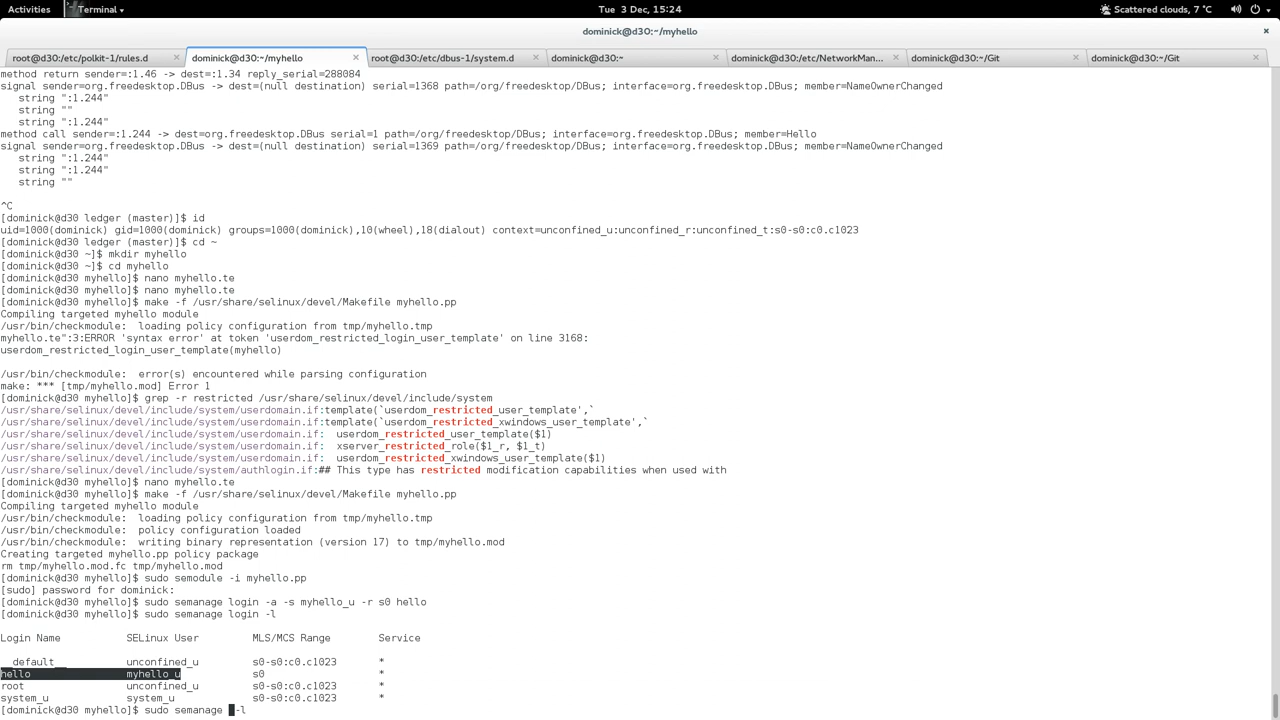 Activities Terminal Tue 3 Dec, 15:24 Scattered clouds, 7 °C
dominick@d30:~/myhello
root@d30:/etc/polkit-1/rules.d dominick@d30:~/myhello root@d30:/etc/dbus-1/system.d dominick@d30:~ dominick@d30:/etc/NetworkMan... dominick@d30:~/Git dominick@d30:~/Git
method return sender=:1.46 -> dest=:1.34 reply_serial=288084
signal sender=org.freedesktop.DBus -> dest=(null destination) serial=1368 path=/org/freedesktop/DBus; interface=org.freedesktop.DBus; member=NameOwnerChanged
string ":1.244"
string ""
string ":1.244"
method call sender=:1.244 -> dest=org.freedesktop.DBus serial=1 path=/org/freedesktop/DBus; interface=org.freedesktop.DBus; member=Hello
signal sender=org.freedesktop.DBus -> dest=(null destination) serial=1369 path=/org/freedesktop/DBus; interface=org.freedesktop.DBus; member=NameOwnerChanged
string ":1.244"
string ":1.244"
string ""
^C
[dominick@d30 ledger (master)]$ id
uid=1000(dominick) gid=1000(dominick) groups=1000(dominick),10(wheel),18(dialout) context=unconfined_u:unconfined_r:unconfined_t:s0-s0:c0.c1023
[dominick@d30 ledger (master)]$ cd ~
[dominick@d30 ~]$ mkdir myhello
[dominick@d30 ~]$ cd myhello
[dominick@d30 myhello]$ nano myhello.te
[dominick@d30 myhello]$ nano myhello.te
[dominick@d30 myhello]$ make -f /usr/share/selinux/devel/Makefile myhello.pp
Compiling targeted myhello module
/usr/bin/checkmodule:  loading policy configuration from tmp/myhello.tmp
myhello.te":3:ERROR 'syntax error' at token 'userdom_restricted_login_user_template' on line 3168:
userdom_restricted_login_user_template(myhello)
/usr/bin/checkmodule:  error(s) encountered while parsing configuration
make: *** [tmp/myhello.mod] Error 1
[dominick@d30 myhello]$ grep -r restricted /usr/share/selinux/devel/include/system
/usr/share/selinux/devel/include/system/userdomain.if:template(`userdom_restricted_user_template',`
/usr/share/selinux/devel/include/system/userdomain.if:template(`userdom_restricted_xwindows_user_template',`
/usr/share/selinux/devel/include/system/userdomain.if:  userdom_restricted_user_template($1)
/usr/share/selinux/devel/include/system/userdomain.if:  xserver_restricted_role($1_r, $1_t)
/usr/share/selinux/devel/include/system/userdomain.if:  userdom_restricted_xwindows_user_template($1)
/usr/share/selinux/devel/include/system/authlogin.if:## This type has restricted modification capabilities when used with
[dominick@d30 myhello]$ nano myhello.te
[dominick@d30 myhello]$ make -f /usr/share/selinux/devel/Makefile myhello.pp
Compiling targeted myhello module
/usr/bin/checkmodule:  loading policy configuration from tmp/myhello.tmp
/usr/bin/checkmodule:  policy configuration loaded
/usr/bin/checkmodule:  writing binary representation (version 17) to tmp/myhello.mod
Creating targeted myhello.pp policy package
rm tmp/myhello.mod.fc tmp/myhello.mod
[dominick@d30 myhello]$ sudo semodule -i myhello.pp
[sudo] password for dominick:
[dominick@d30 myhello]$ sudo semanage login -a -s myhello_u -r s0 hello
[dominick@d30 myhello]$ sudo semanage login -l
Login Name SELinux User MLS/MCS Range Service
__default__ unconfined_u s0-s0:c0.c1023 *
hello myhello_u s0 *
root unconfined_u s0-s0:c0.c1023 *
system_u system_u s0-s0:c0.c1023 *
[dominick@d30 myhello]$ sudo semanage -l